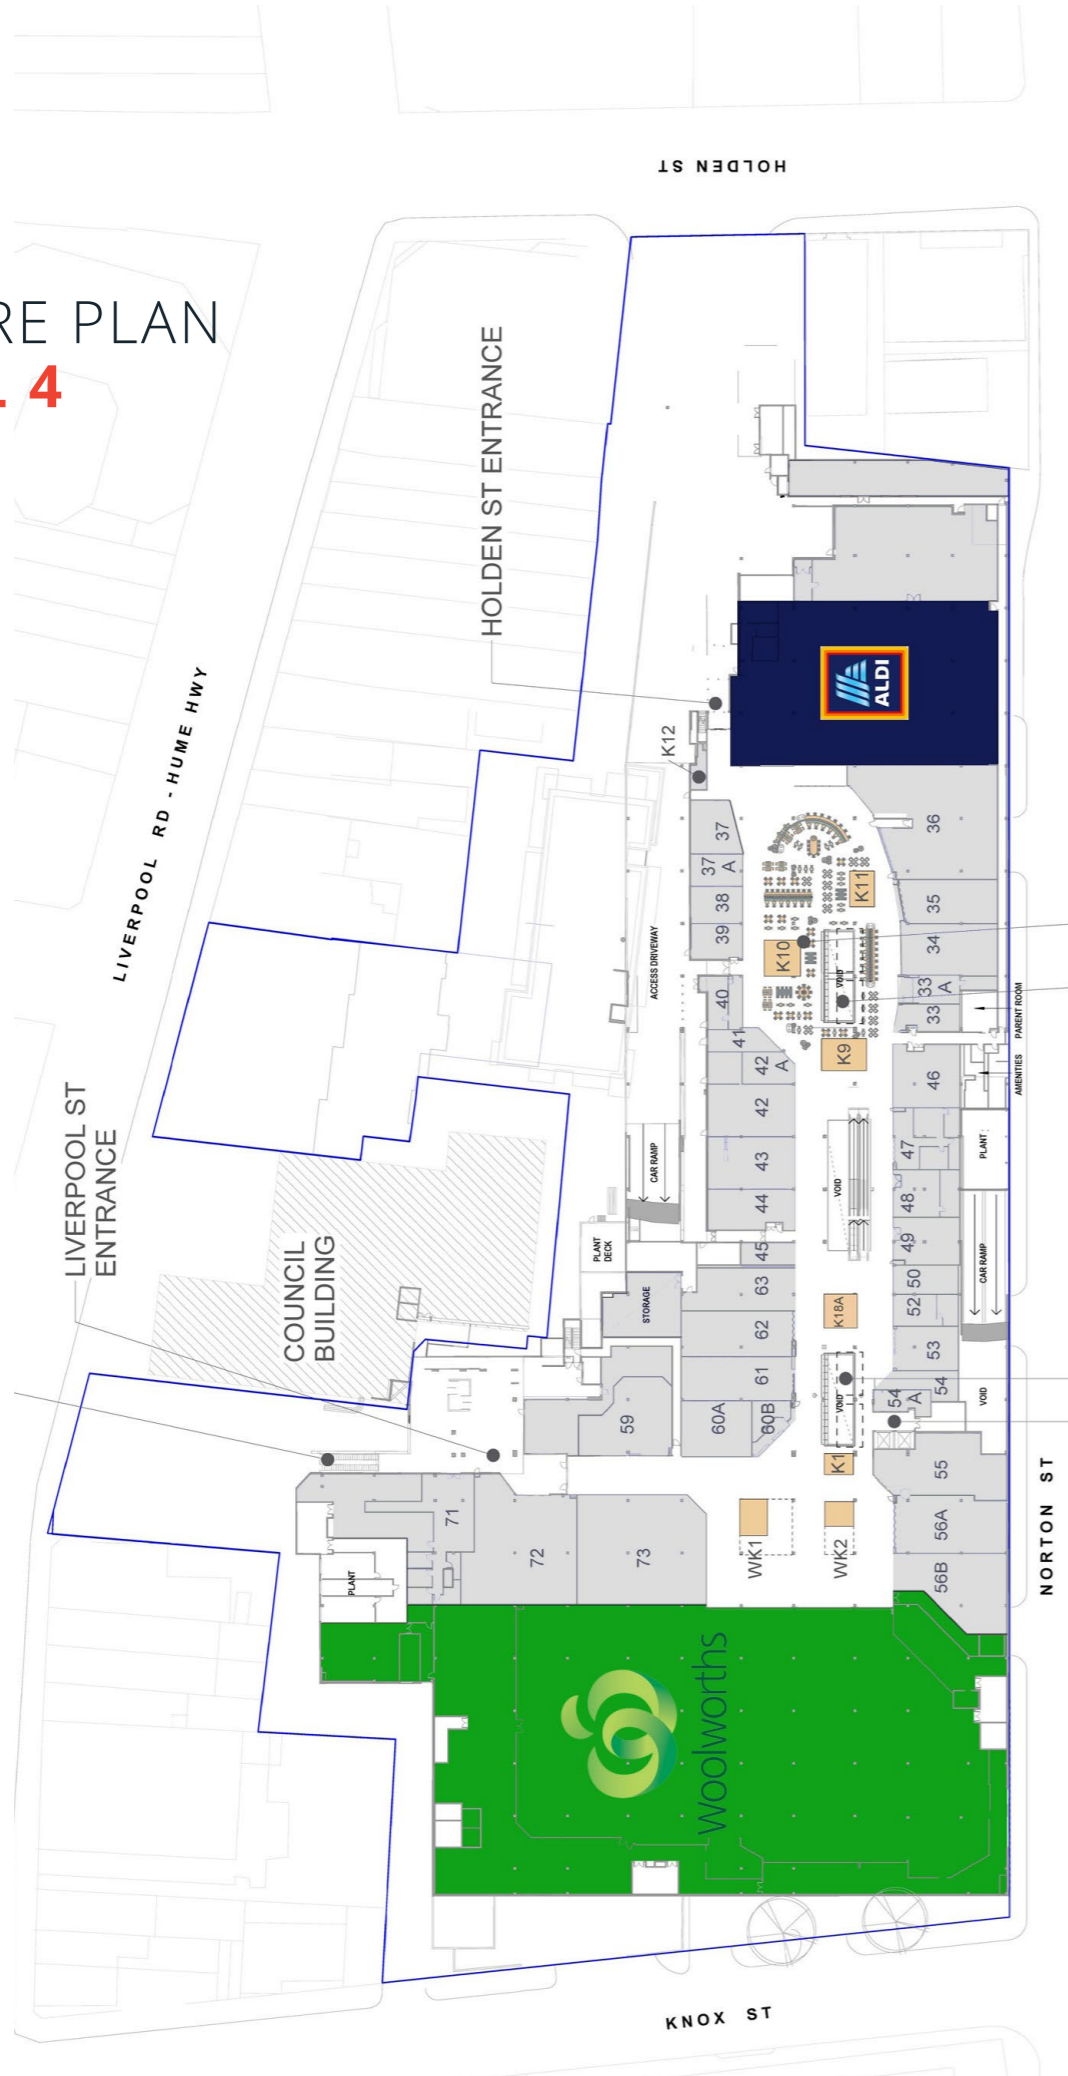 HOLDEN ST
RE PLAN
. 4
HOLDEN ST ENTRANCE
LIVERPOOL RD - HUME HWY
ALDI
K12
37
37
A
38
39
36
K11
35
K10
34
VOID
ACCESS DRIVEWAY
40
33
A
33
PARENT ROOM
AMENITIES
41
42
A
K9
46
42
43
44
CAR RAMP
VOID
47
48
PLANT
LIVERPOOL ST
ENTRANCE
COUNCIL
BUILDING
PLANT
DECK
45
49
CAR RAMP
STORAGE
63
50
K18A
52
62
53
61
VOID
54
54
A
VOID
59
60A
60B
K1
55
NORTON ST
71
72
73
WK1
WK2
56A
56B
PLANT
Woolworths
KNOX ST